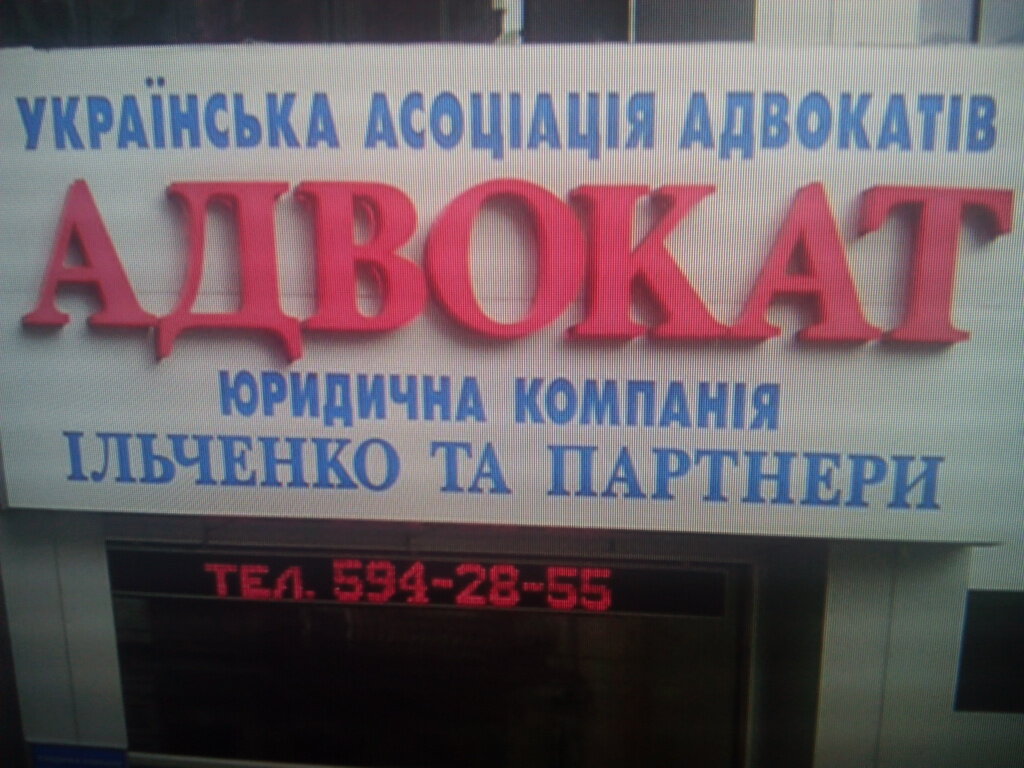 УКРАЇНСЬКА АСОЦІАЦІЯ АДВОКАТІВ
АДВОКАТ
ЮРИДИЧНА КОМПАНІЯ
ІЛЬЧЕНКО ТА ПАРТНЕРИ
ТЕЛ. 594-28-55